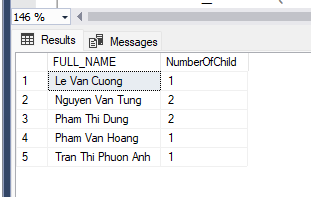 146 %
Results Messages
FULL_NAME NumberOfChild
1 Le Van Cuong 1
2 Nguyen Van Tung 2
3 Pham Thi Dung 2
4 Pham Van Hoang 1
5 Tran Thi Phuon Anh 1